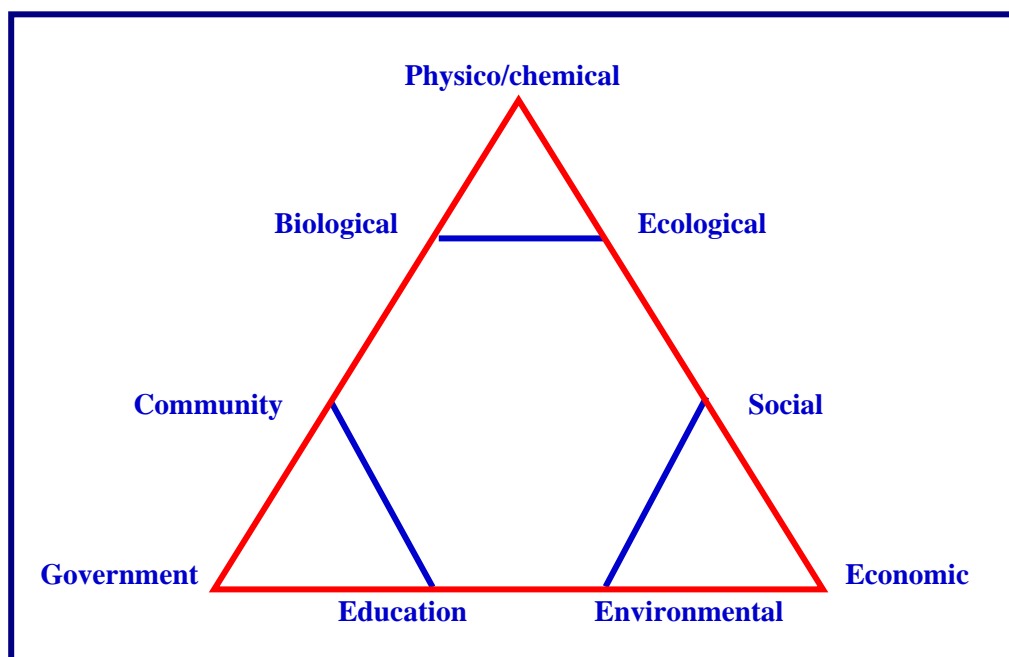 Physico/chemical
Biological
Ecological
Community
Social
Government
Economic
Education
Environmental